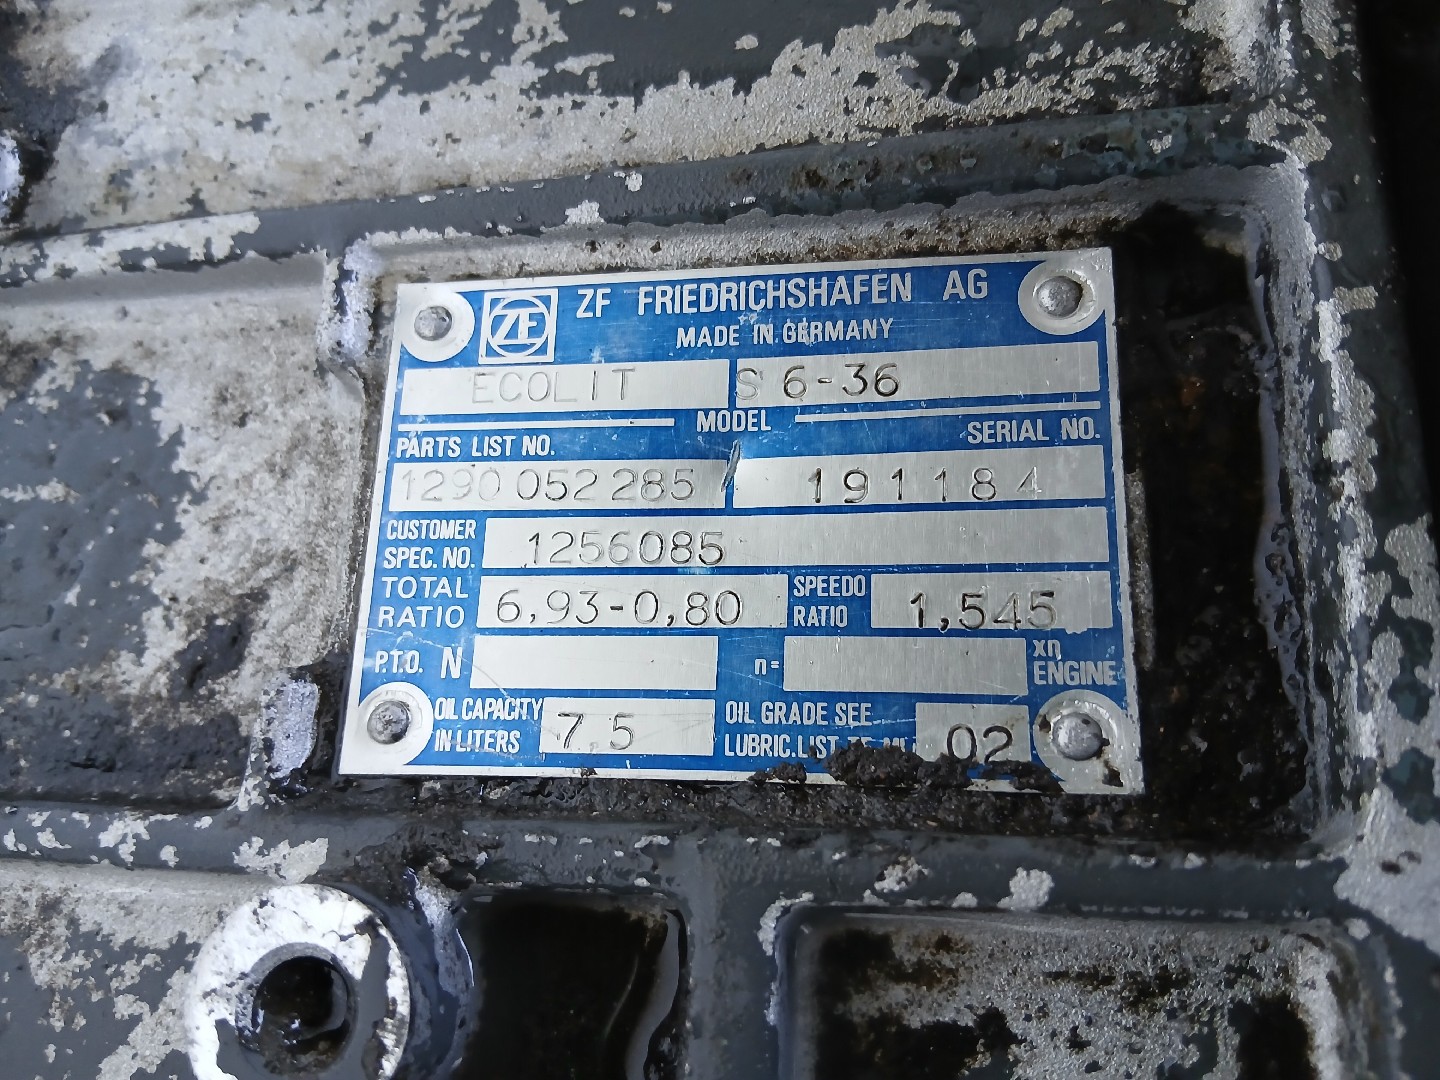 ZF ZF FRIEDRICHSHAFEN AG
MADE IN GERMANY
ECOLIT S 6-36
MODEL
PARTS LIST NO. SERIAL NO.
1290 052 285 / 191184
CUSTOMER SPEC. NO. 1256085
TOTAL RATIO 6,93-0,80 SPEEDO RATIO 1,545
P.T.O. N n= xn ENGINE
OIL CAPACITY IN LITERS 7,5 OIL GRADE SEE
LUBRIC. LIST TE-ML 02